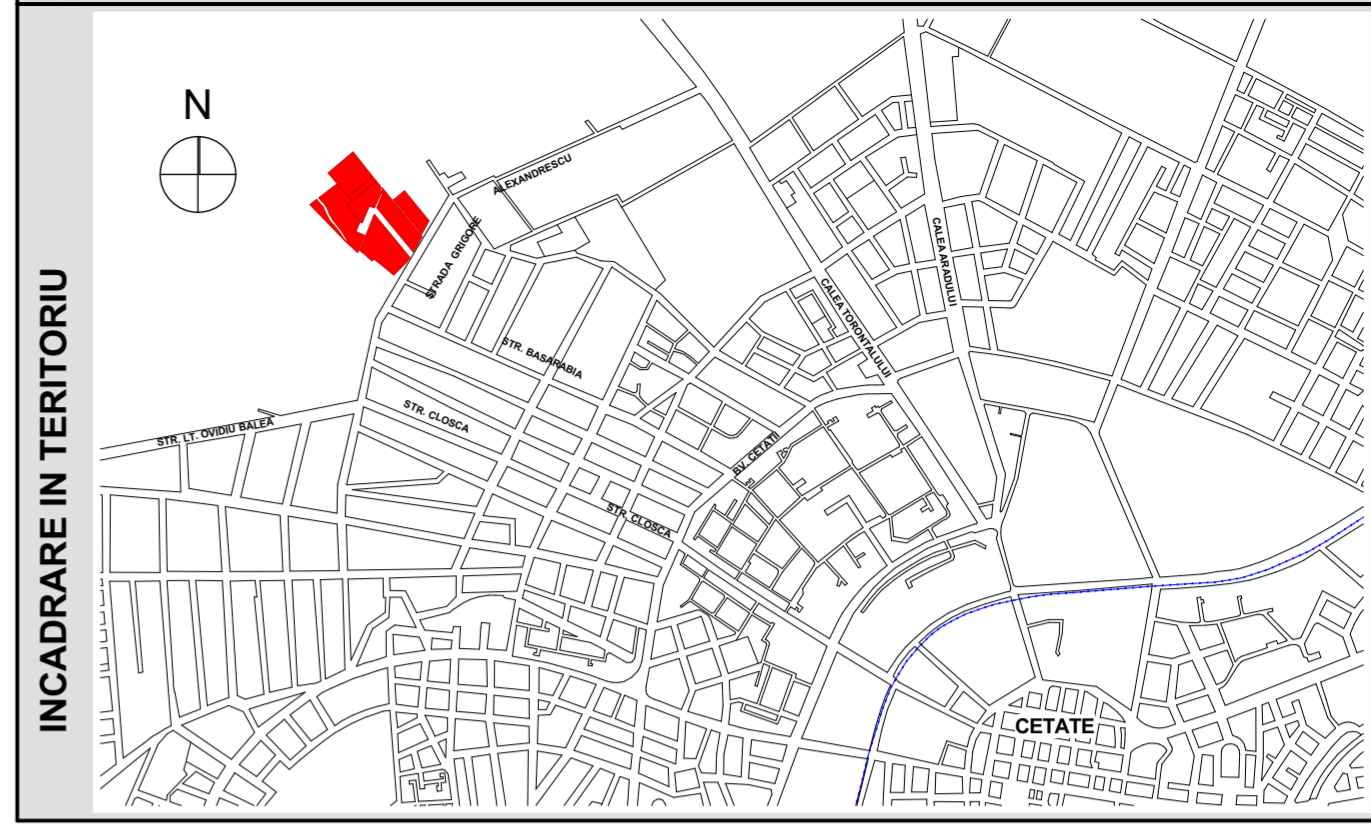 INCADRARE IN TERITORIU
N
ALEXANDRESCU
STRADA GRIGORE
CALEA ARADULUI
CALEA TORONTALULUI
STR. BASARABIA
STR. CLOSCA
STR. LT. OVIDIU BALEA
BV. CETATI
STR. CLOSCA
CETATE